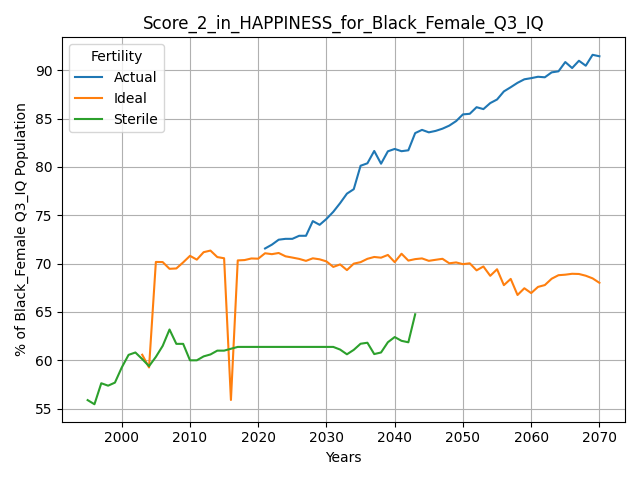 Score_2_in_HAPPINESS_for_Black_Female_Q3_IQ
Fertility
Actual
Ideal
Sterile
% of Black_Female Q3_IQ Population
90
85
80
75
70
65
60
55
2000 2010 2020 2030 2040 2050 2060 2070
Years